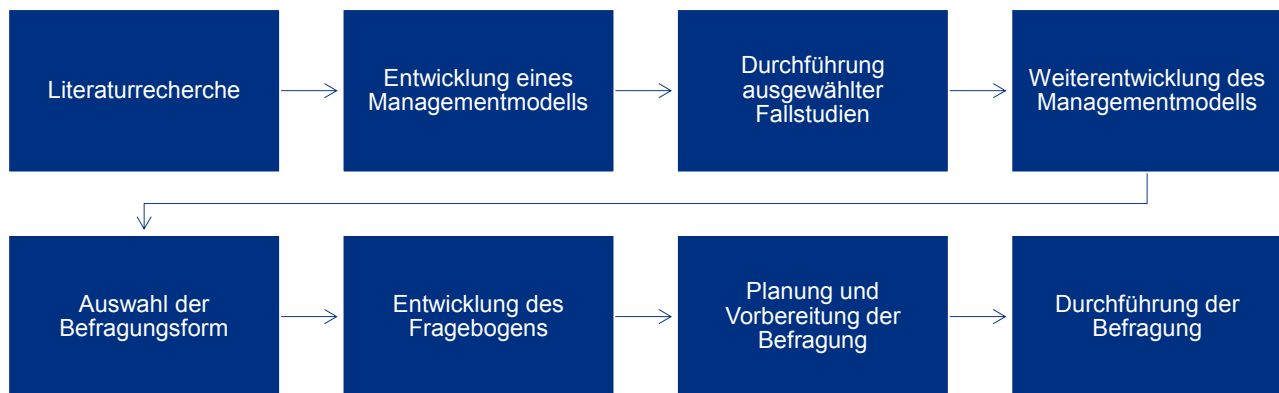 Literaturrecherche
Entwicklung eines
Managementmodells
Durchführung
ausgewählter
Fallstudien
Weiterentwicklung des
Managementmodells
Auswahl der
Befragungsform
Entwicklung des
Fragebogens
Planung und
Vorbereitung der
Befragung
Durchführung der
Befragung